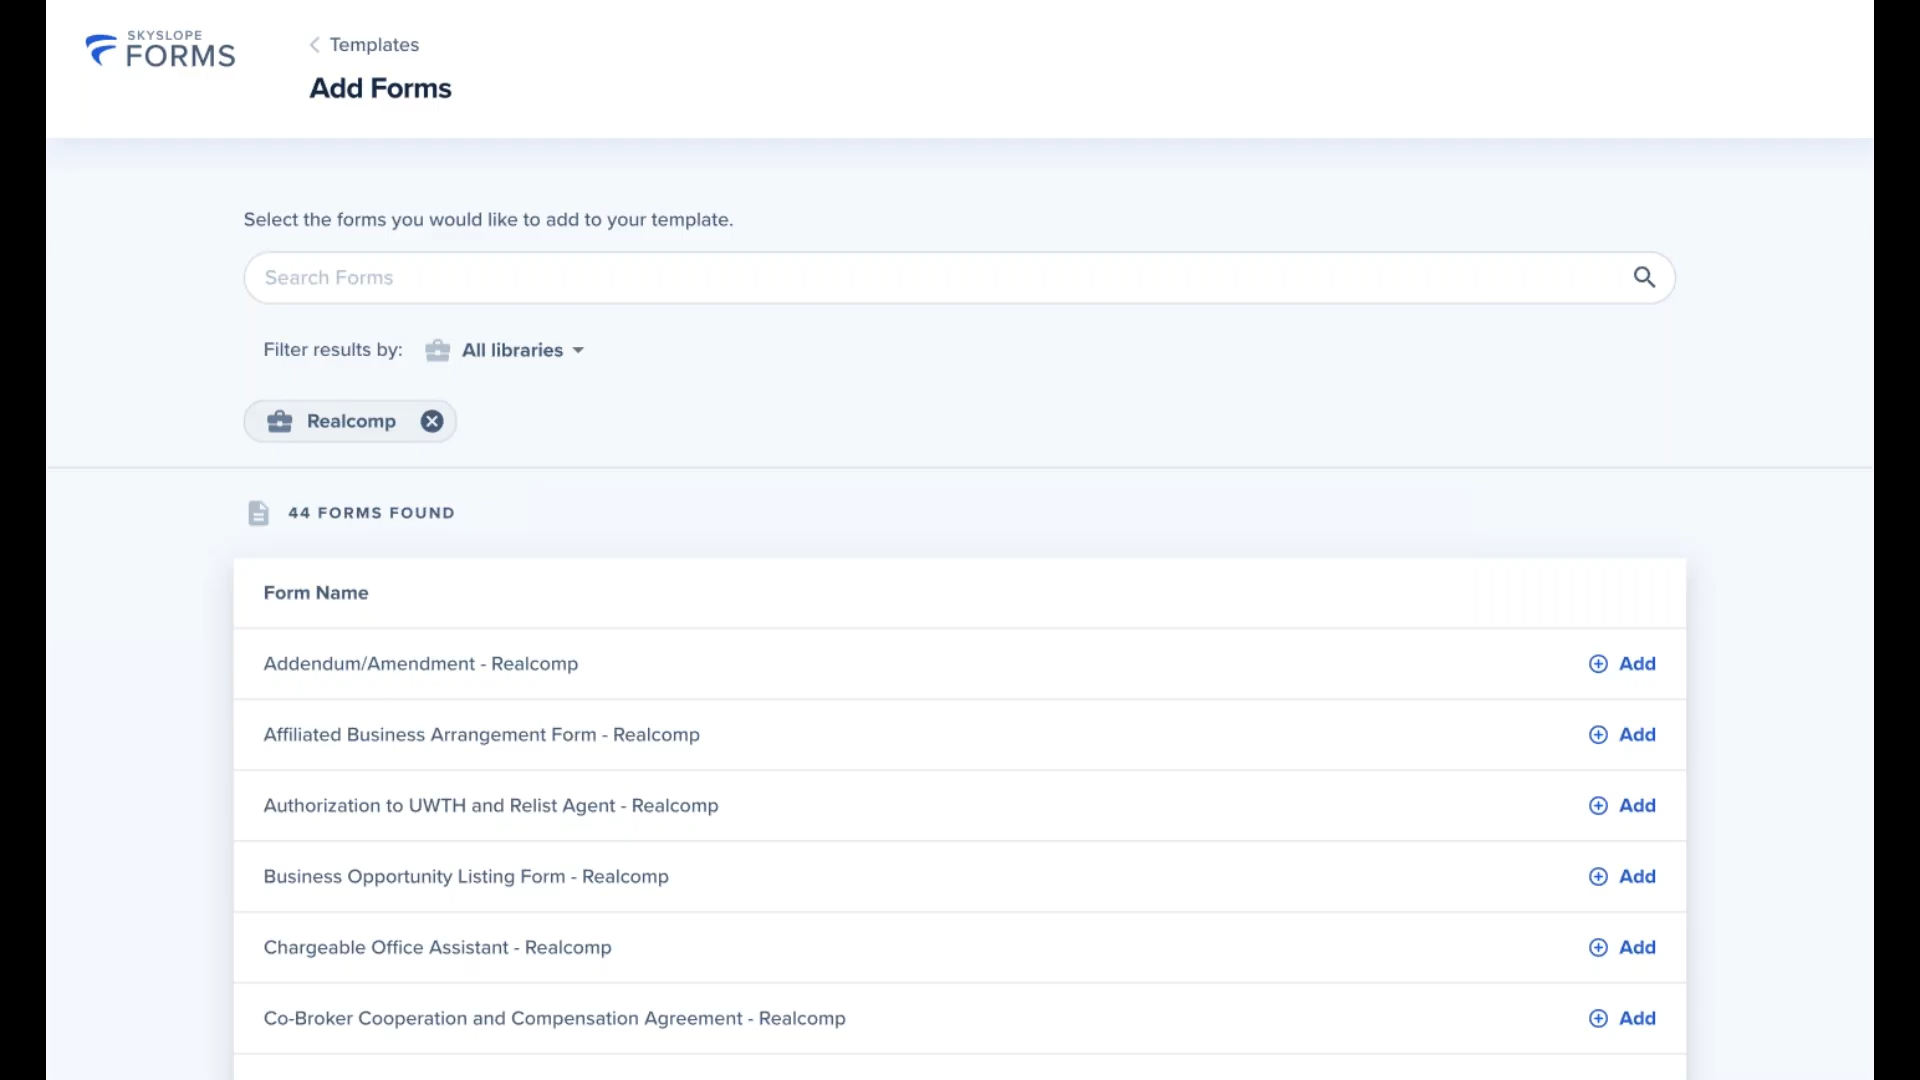 SKYSLOPE
FORMS
Templates
Add Forms
Select the forms you would like to add to your template.
Search Forms
Filter results by: All libraries
Realcomp
44 FORMS FOUND
Form Name
Addendum/Amendment - Realcomp Add
Affiliated Business Arrangement Form - Realcomp Add
Authorization to UWTH and Relist Agent - Realcomp Add
Business Opportunity Listing Form - Realcomp Add
Chargeable Office Assistant - Realcomp Add
Co-Broker Cooperation and Compensation Agreement - Realcomp Add